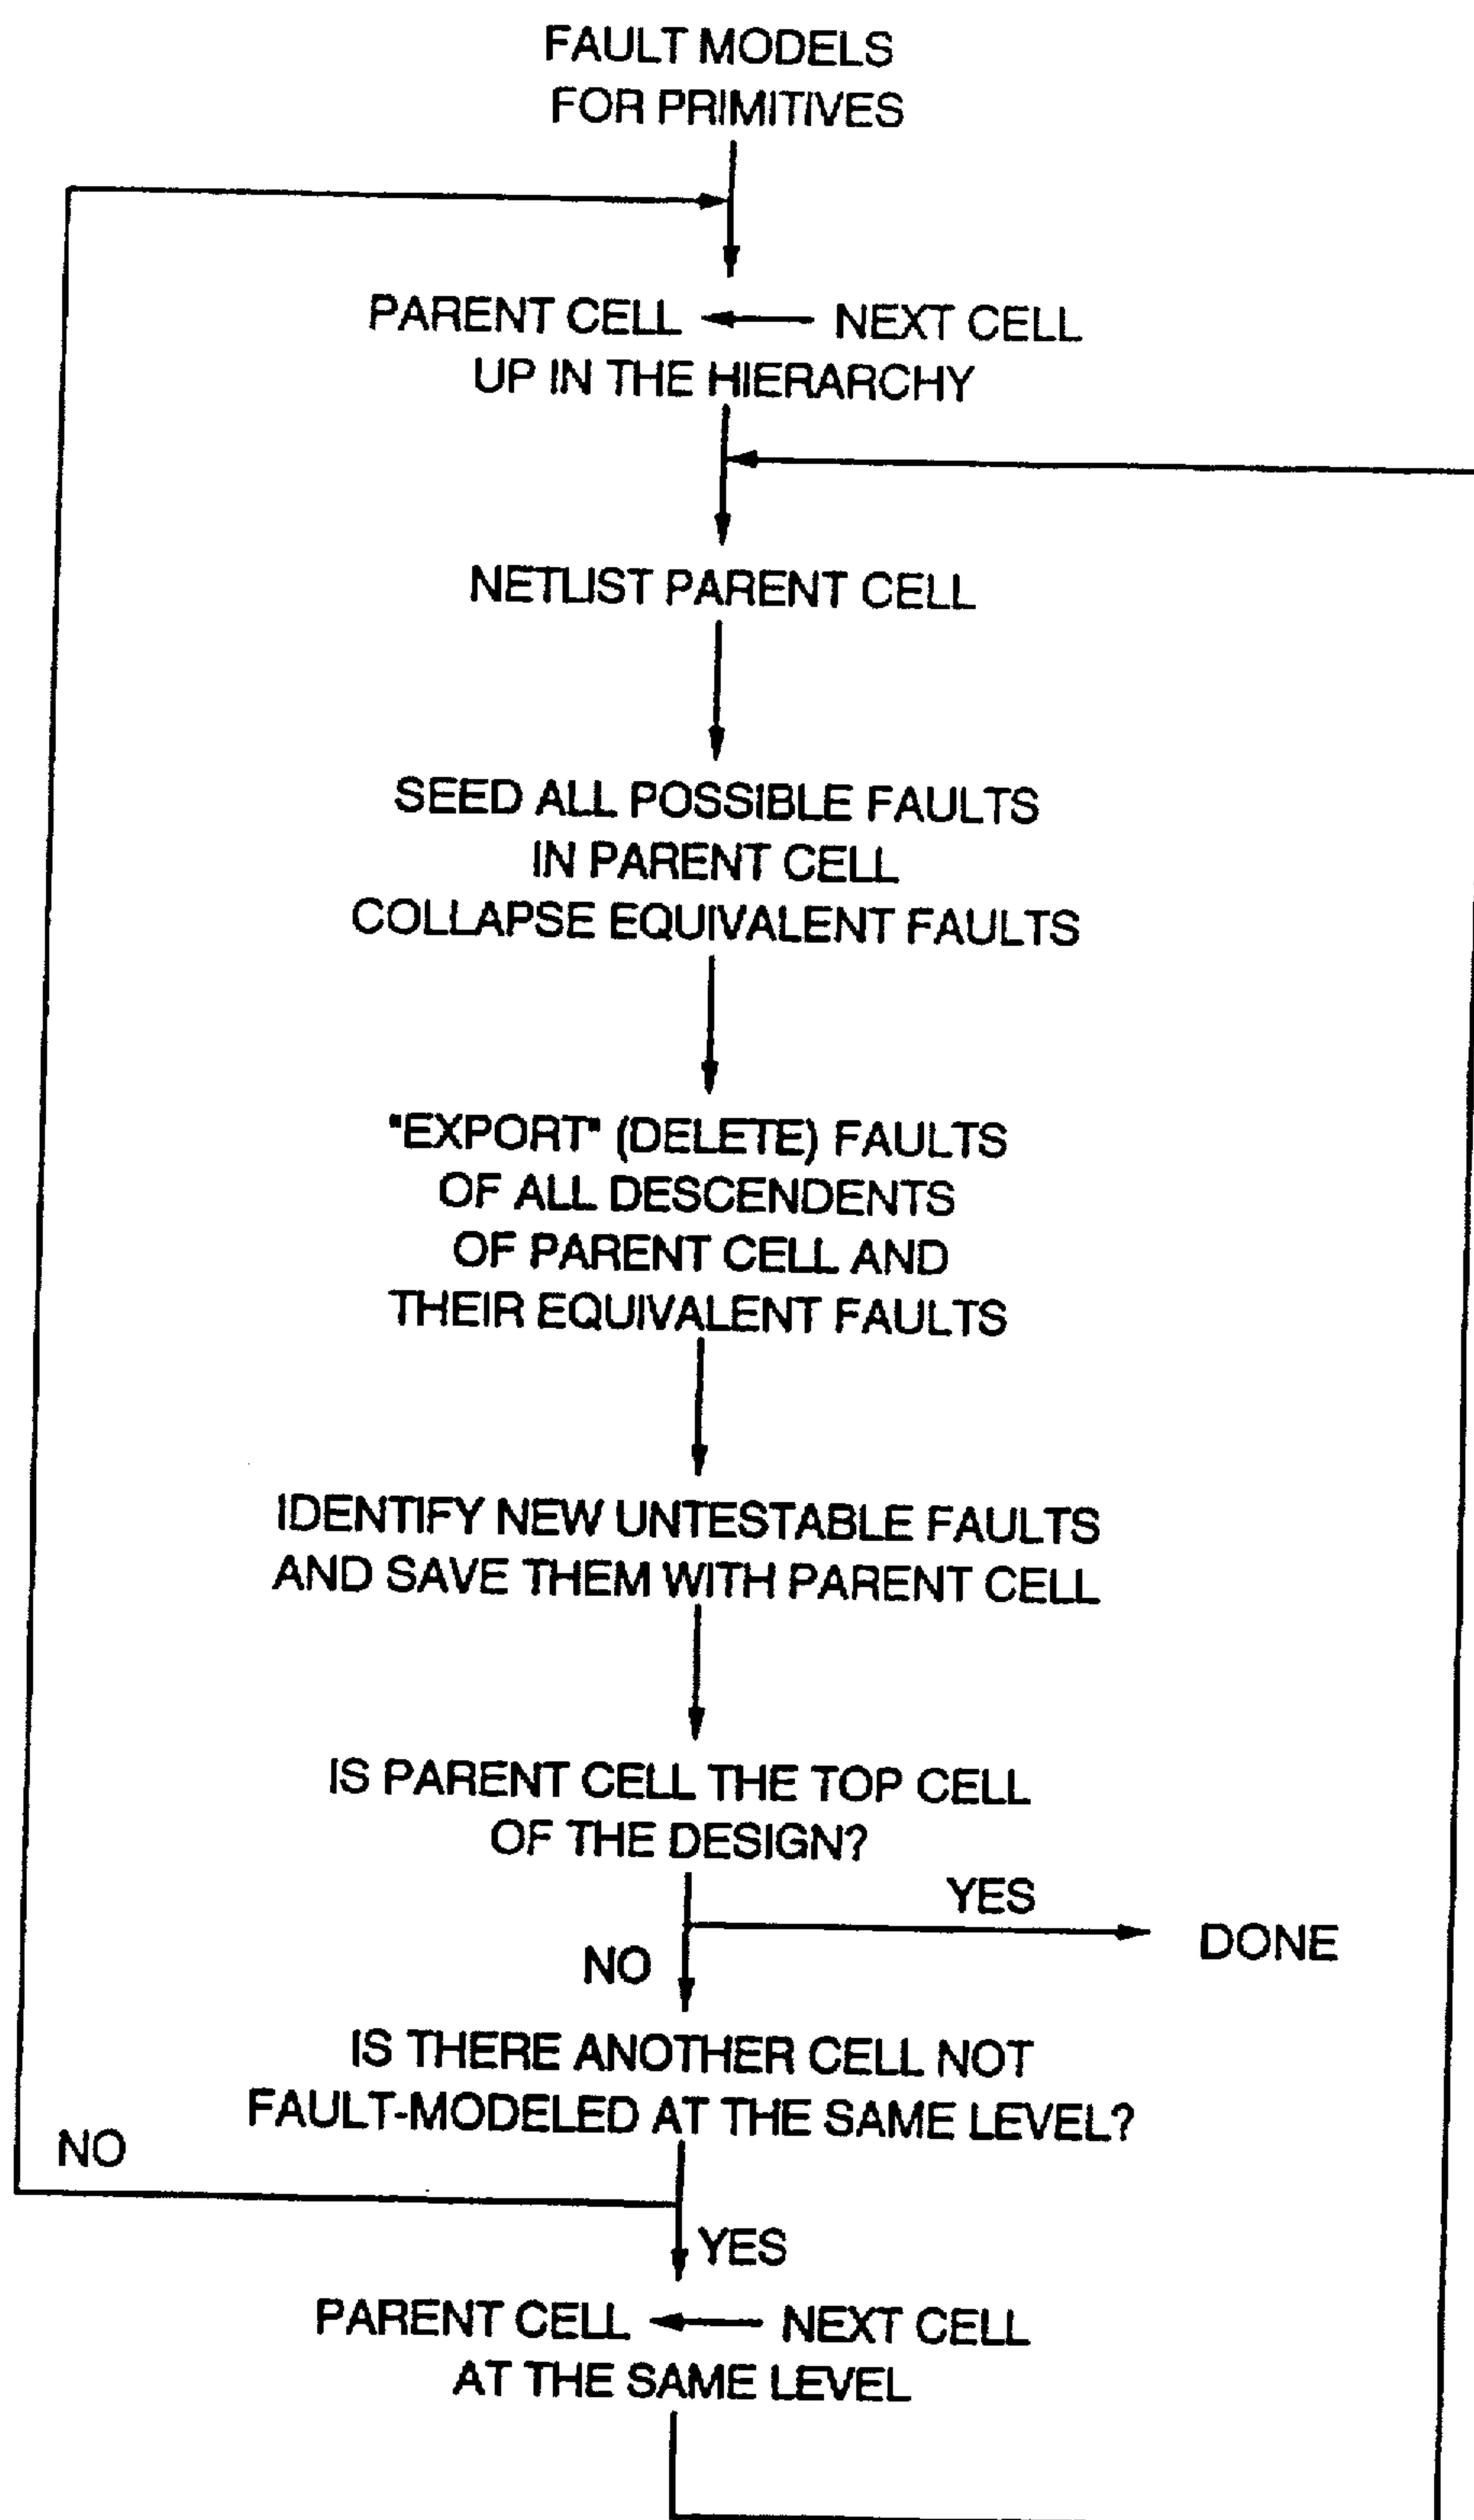 FAULT MODELS
FOR PRIMITIVES
PARENT CELL NEXT CELL
UP IN THE HIERARCHY
NETLIST PARENT CELL
SEED ALL POSSIBLE FAULTS
IN PARENT CELL
COLLAPSE EQUIVALENT FAULTS
"EXPORT" (DELETE) FAULTS
OF ALL DESCENDENTS
OF PARENT CELL AND
THEIR EQUIVALENT FAULTS
IDENTIFY NEW UNTESTABLE FAULTS
AND SAVE THEM WITH PARENT CELL
IS PARENT CELL THE TOP CELL
OF THE DESIGN?
YES
DONE
NO
IS THERE ANOTHER CELL NOT
FAULT-MODELED AT THE SAME LEVEL?
NO
YES
PARENT CELL NEXT CELL
AT THE SAME LEVEL